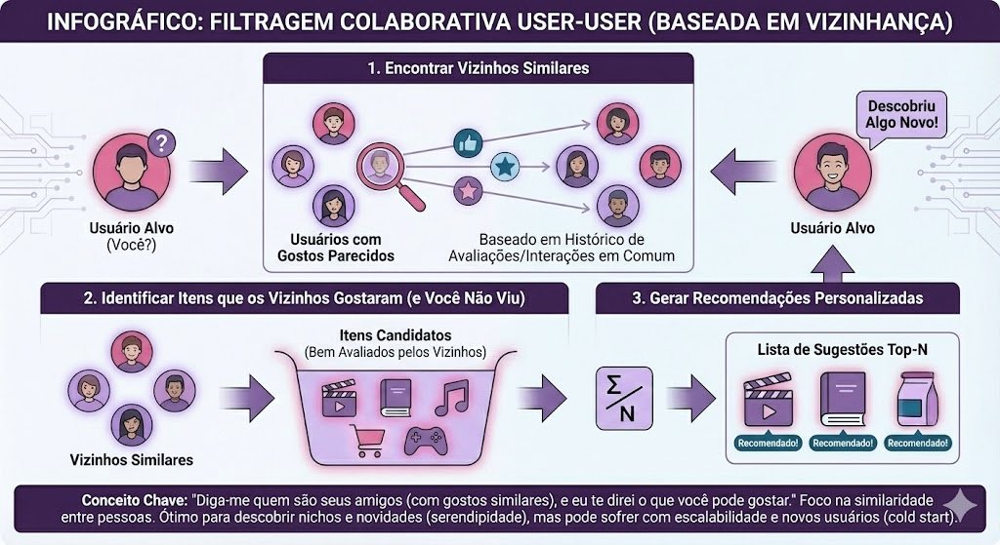 INFOGRÁFICO: FILTRAGEM COLABORATIVA USER-USER (BASEADA EM VIZINHANÇA)
1. Encontrar Vizinhos Similares
?
Usuário Alvo
(Você?)
Usuários com
Gostos Parecidos
Baseado em Histórico de
Avaliações/Interações em Comum
Descobriu
Algo Novo!
Usuário Alvo
2. Identificar Itens que os Vizinhos Gostaram (e Você Não Viu)
Vizinhos Similares
Itens Candidatos
(Bem Avaliados pelos Vizinhos)
3. Gerar Recomendações Personalizadas
Σ/N
Lista de Sugestões Top-N
Recomendado!
Recomendado!
Recomendado!
Conceito Chave: "Diga-me quem são seus amigos (com gostos similares), e eu te direi o que você pode gostar." Foco na similaridade
entre pessoas. Ótimo para descobrir nichos e novidades (serendipidade), mas pode sofrer com escalabilidade e novos usuários (cold start).